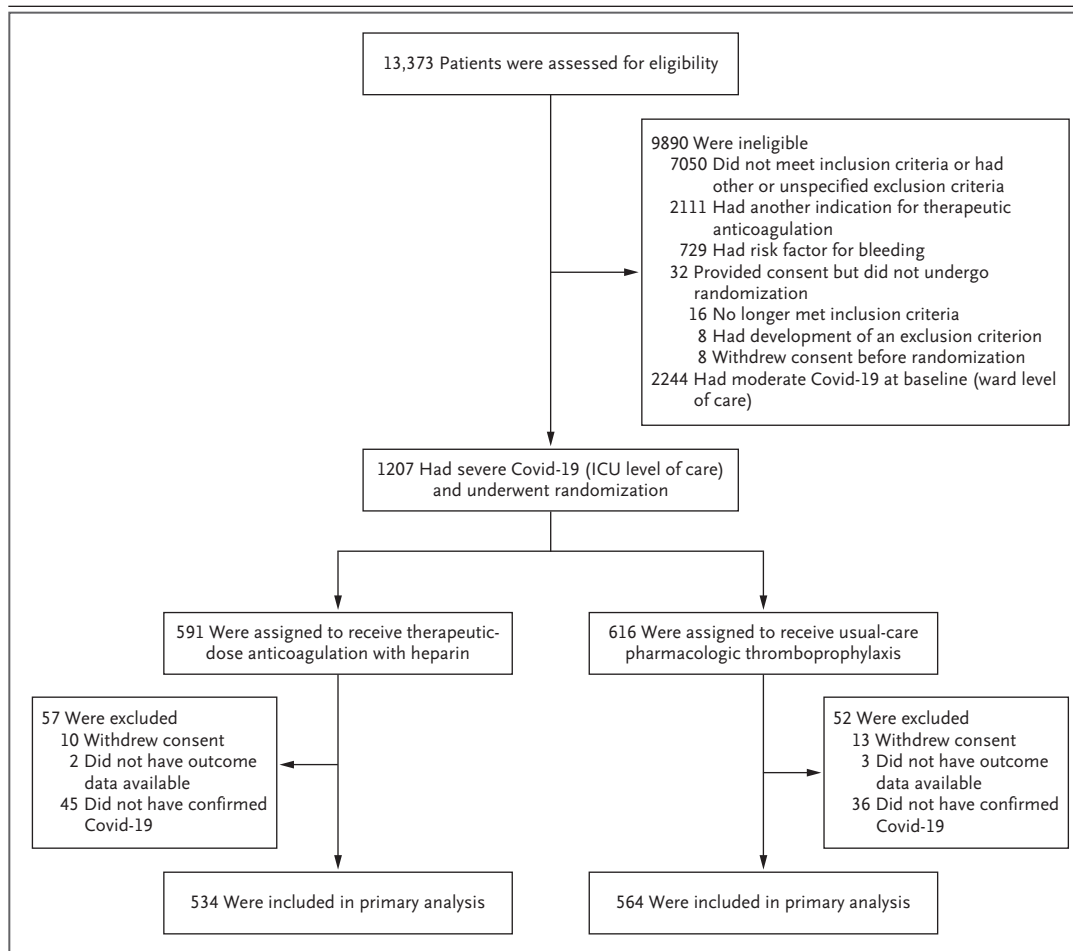 13,373 Patients were assessed for eligibility
9890 Were ineligible
7050 Did not meet inclusion criteria or had
other or unspecified exclusion criteria
2111 Had another indication for therapeutic
anticoagulation
729 Had risk factor for bleeding
32 Provided consent but did not undergo
randomization
16 No longer met inclusion criteria
8 Had development of an exclusion criterion
8 Withdrew consent before randomization
2244 Had moderate Covid-19 at baseline (ward level
of care)
1207 Had severe Covid-19 (ICU level of care)
and underwent randomization
591 Were assigned to receive therapeutic-
dose anticoagulation with heparin
616 Were assigned to receive usual-care
pharmacologic thromboprophylaxis
57 Were excluded
10 Withdrew consent
2 Did not have outcome
data available
45 Did not have confirmed
Covid-19
52 Were excluded
13 Withdrew consent
3 Did not have outcome
data available
36 Did not have confirmed
Covid-19
534 Were included in primary analysis
564 Were included in primary analysis